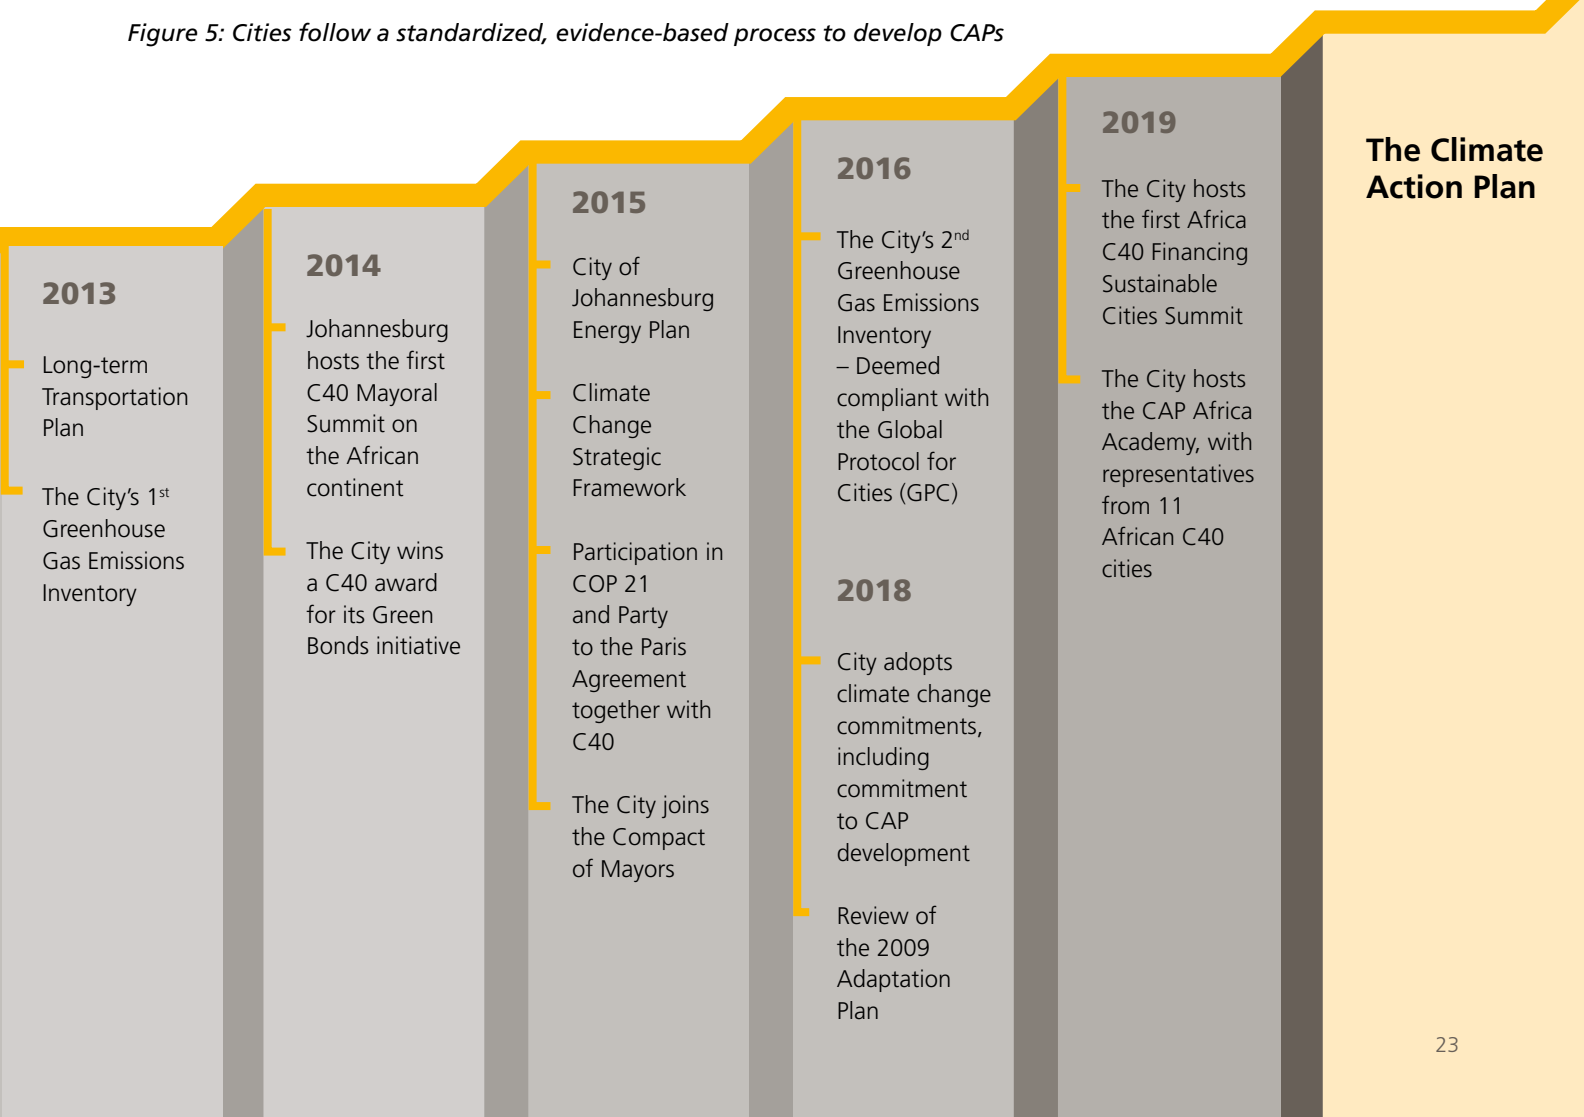 Figure 5: Cities follow a standardized, evidence-based process to develop CAPs
2013
Long-term
Transportation
Plan
The City’s 1st
Greenhouse
Gas Emissions
Inventory
2014
Johannesburg
hosts the first
C40 Mayoral
Summit on
the African
continent
The City wins
a C40 award
for its Green
Bonds initiative
2015
City of
Johannesburg
Energy Plan
Climate
Change
Strategic
Framework
Participation in
COP 21
and Party
to the Paris
Agreement
together with
C40
The City joins
the Compact
of Mayors
2016
The City’s 2nd
Greenhouse
Gas Emissions
Inventory
– Deemed
compliant with
the Global
Protocol for
Cities (GPC)
2018
City adopts
climate change
commitments,
including
commitment
to CAP
development
Review of
the 2009
Adaptation
Plan
2019
The City hosts
the first Africa
C40 Financing
Sustainable
Cities Summit
The City hosts
the CAP Africa
Academy, with
representatives
from 11
African C40
cities
The Climate
Action Plan
23